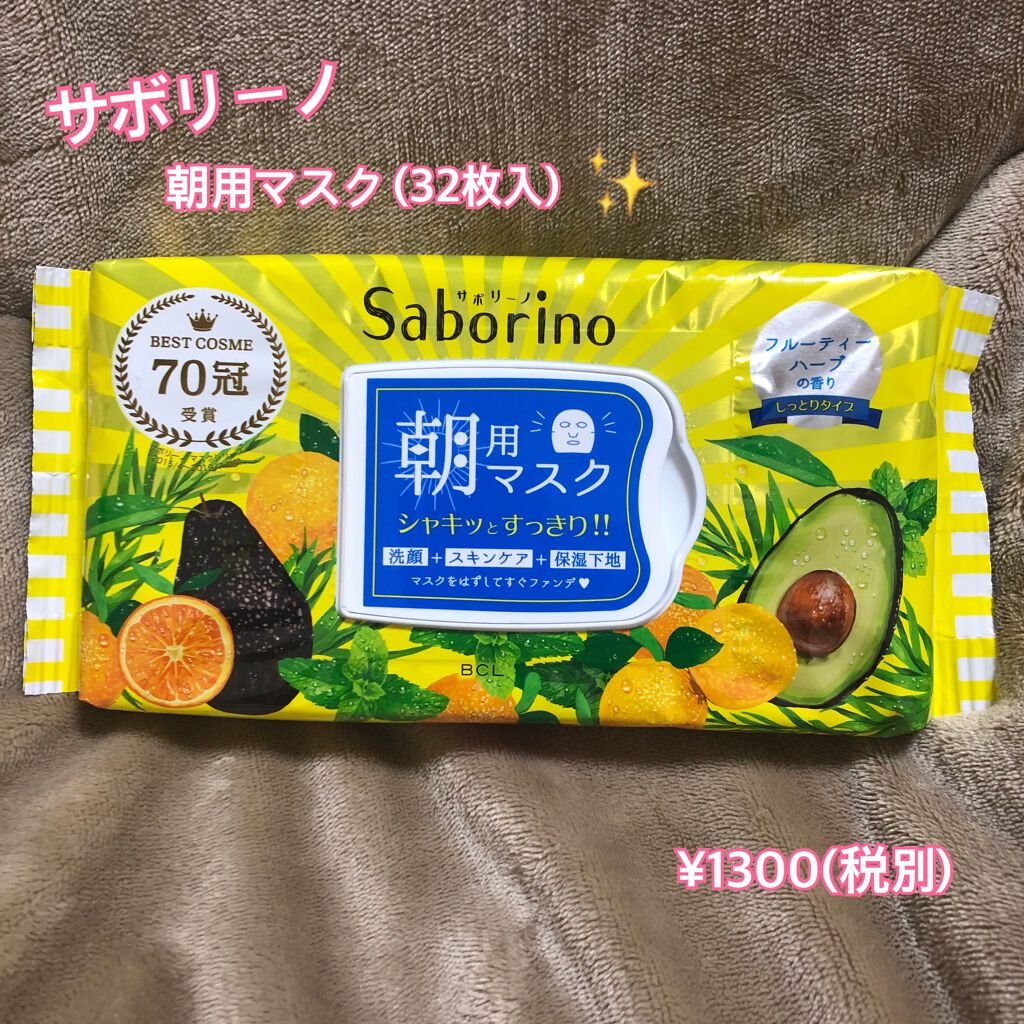 サボリーノ
朝用マスク(32枚入)
サボリーノ
Saborino
BEST COSME
70冠
受賞
フルーティー
ハーブ
の香り
しっとりタイプ
朝用
マスク
シャキッとすっきり!!
洗顔+スキンケア+保湿下地
マスクをはずしてすぐファンデ♥
BCL
¥1300(税別)